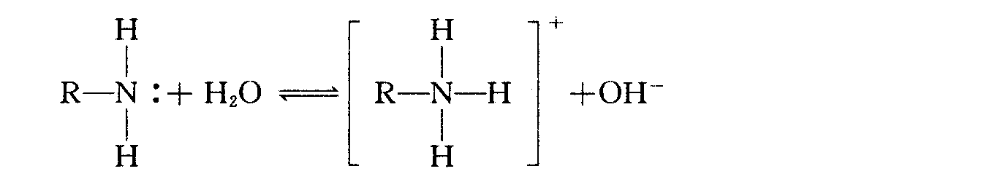 H H +
R—N :+ H₂O ⇌ [ R—N—H ] +OH⁻
H H